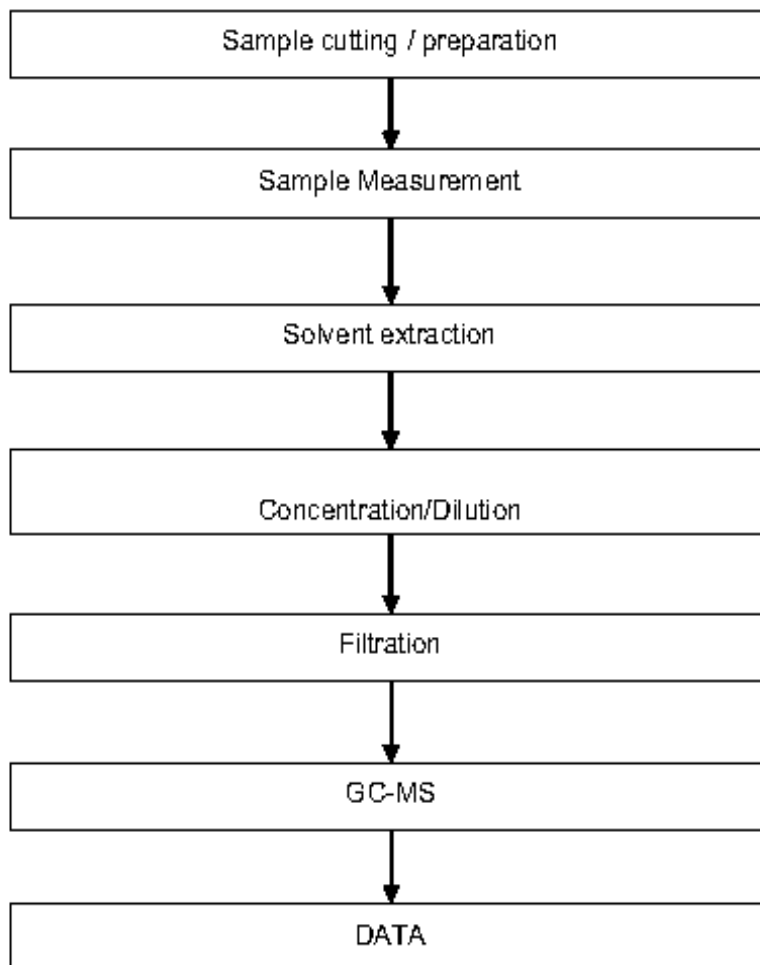 Sample cutting / preparation
Sample Measurement
Solvent extraction
Concentration/Dilution
Filtration
GC-MS
DATA